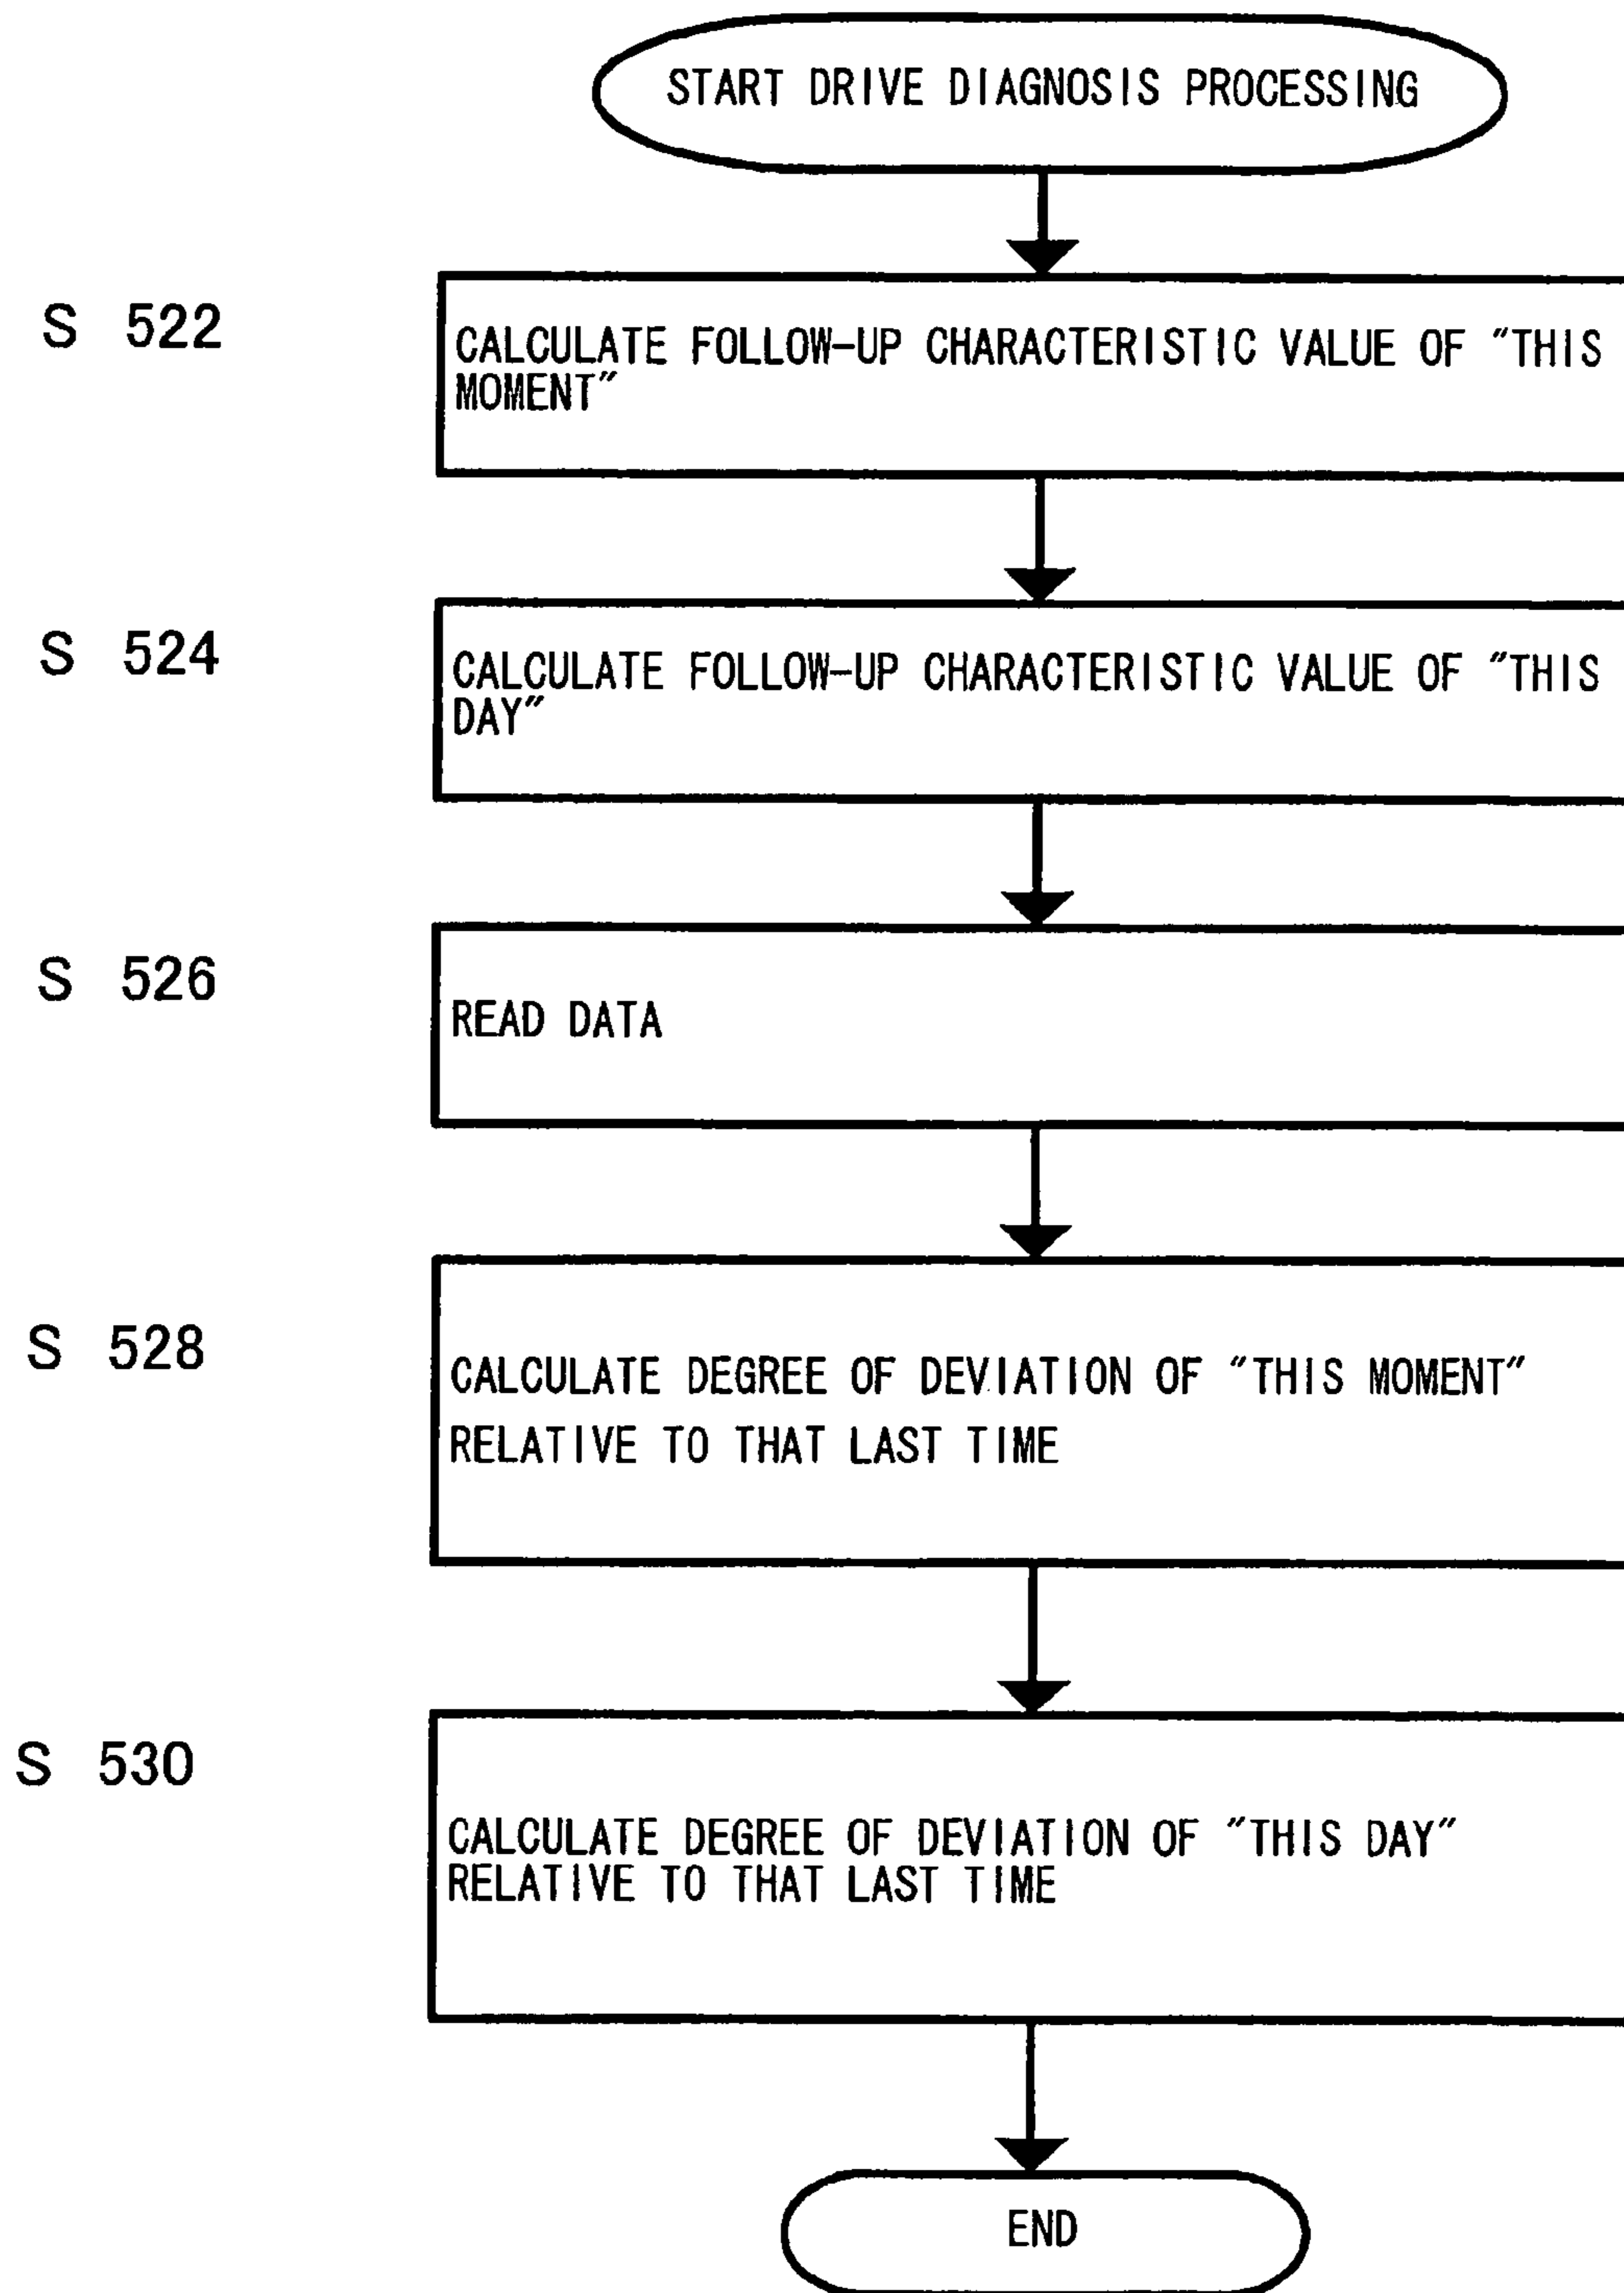 START DRIVE DIAGNOSIS PROCESSING
S 522
CALCULATE FOLLOW-UP CHARACTERISTIC VALUE OF "THIS
MOMENT"
S 524
CALCULATE FOLLOW-UP CHARACTERISTIC VALUE OF "THIS
DAY"
S 526
READ DATA
S 528
CALCULATE DEGREE OF DEVIATION OF "THIS MOMENT"
RELATIVE TO THAT LAST TIME
S 530
CALCULATE DEGREE OF DEVIATION OF "THIS DAY"
RELATIVE TO THAT LAST TIME
END